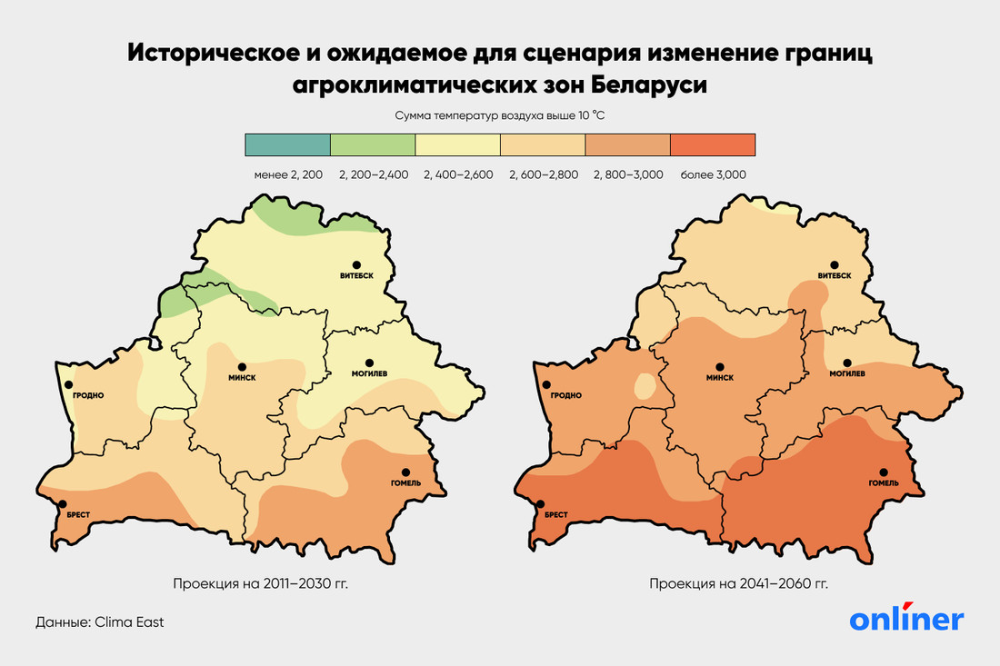 Историческое и ожидаемое для сценария изменение границ
агроклиматических зон Беларуси
Сумма температур воздуха выше 10 °C
менее 2, 200
2, 200–2,400
2, 400–2,600
2, 600–2,800
2, 800–3,000
более 3,000
ВИТЕБСК
МИНСК
МОГИЛЕВ
ГРОДНО
ГОМЕЛЬ
БРЕСТ
Проекция на 2011–2030 гг.
ВИТЕБСК
МИНСК
МОГИЛЕВ
ГРОДНО
ГОМЕЛЬ
БРЕСТ
Проекция на 2041–2060 гг.
Данные: Clima East
onlíner